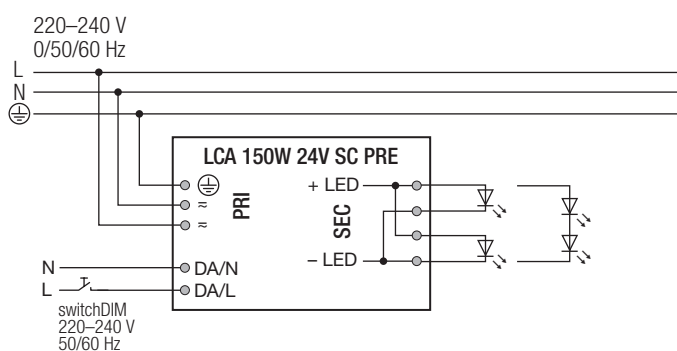 220–240 V
0/50/60 Hz
L
N
LCA 150W 24V SC PRE
+ LED
≂
PRI
SEC
≂
– LED
N
DA/N
L
DA/L
switchDIM
220–240 V
50/60 Hz